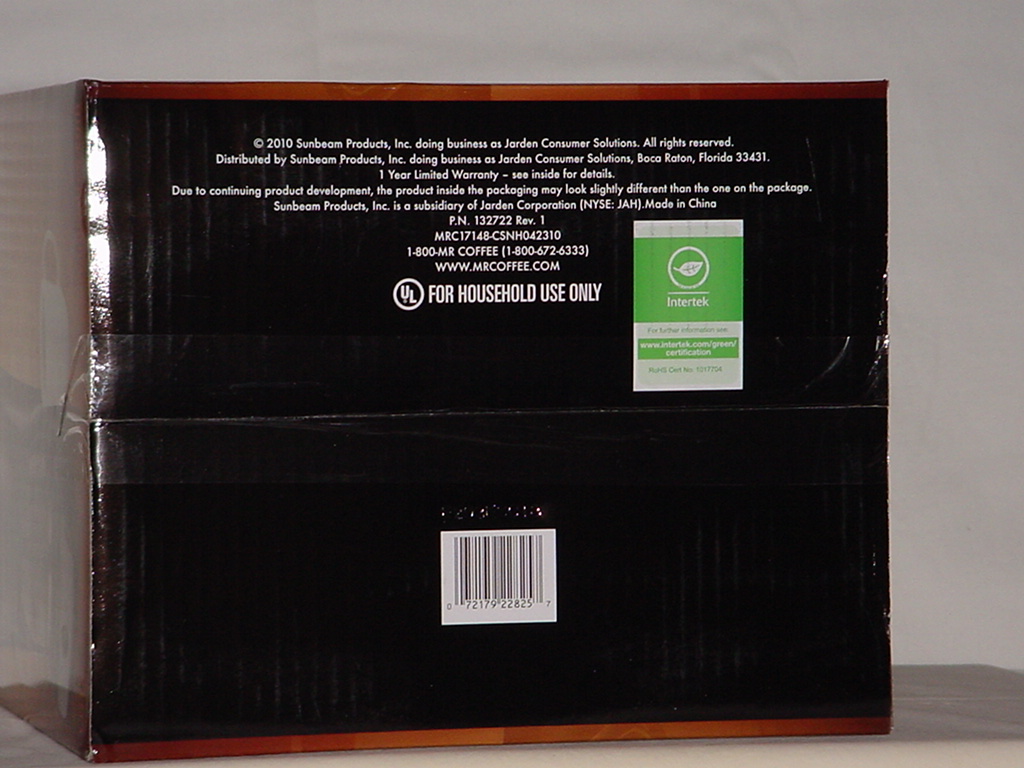 © 2010 Sunbeam Products, Inc. doing business as Jarden Consumer Solutions. All rights reserved.
Distributed by Sunbeam Products, Inc. doing business as Jarden Consumer Solutions, Boca Raton, Florida 33431.
1 Year Limited Warranty – see inside for details.
Due to continuing product development, the product inside the packaging may look slightly different than the one on the package.
Sunbeam Products, Inc. is a subsidiary of Jarden Corporation (NYSE: JAH).Made in China
P.N. 132722 Rev. 1
MRC17148-CSNH042310
1-800-MR COFFEE (1-800-672-6333)
WWW.MRCOFFEE.COM
UL FOR HOUSEHOLD USE ONLY
Intertek
For further information see:
www.intertek.com/green/
certification
RoHS Cert No:
0 72179 22825 7